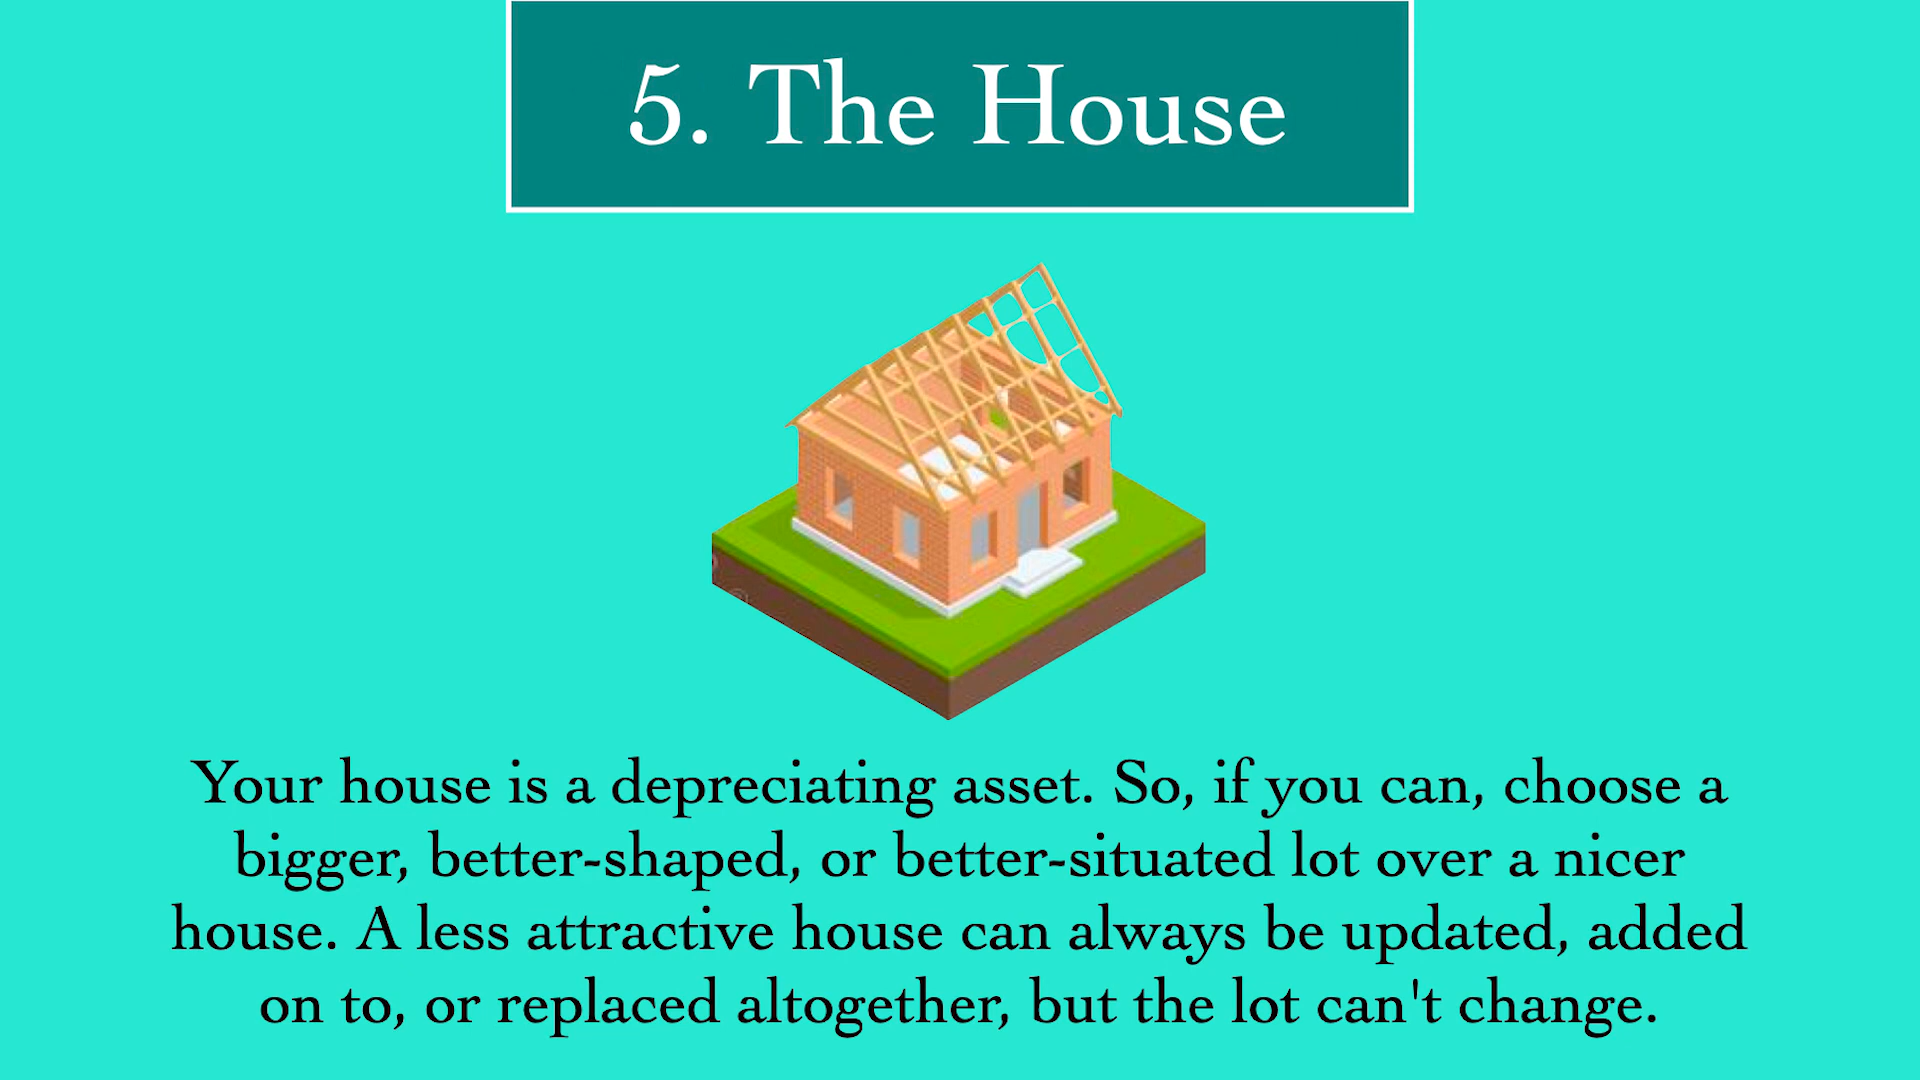 5. The House
Your house is a depreciating asset. So, if you can, choose a
bigger, better-shaped, or better-situated lot over a nicer
house. A less attractive house can always be updated, added
on to, or replaced altogether, but the lot can't change.